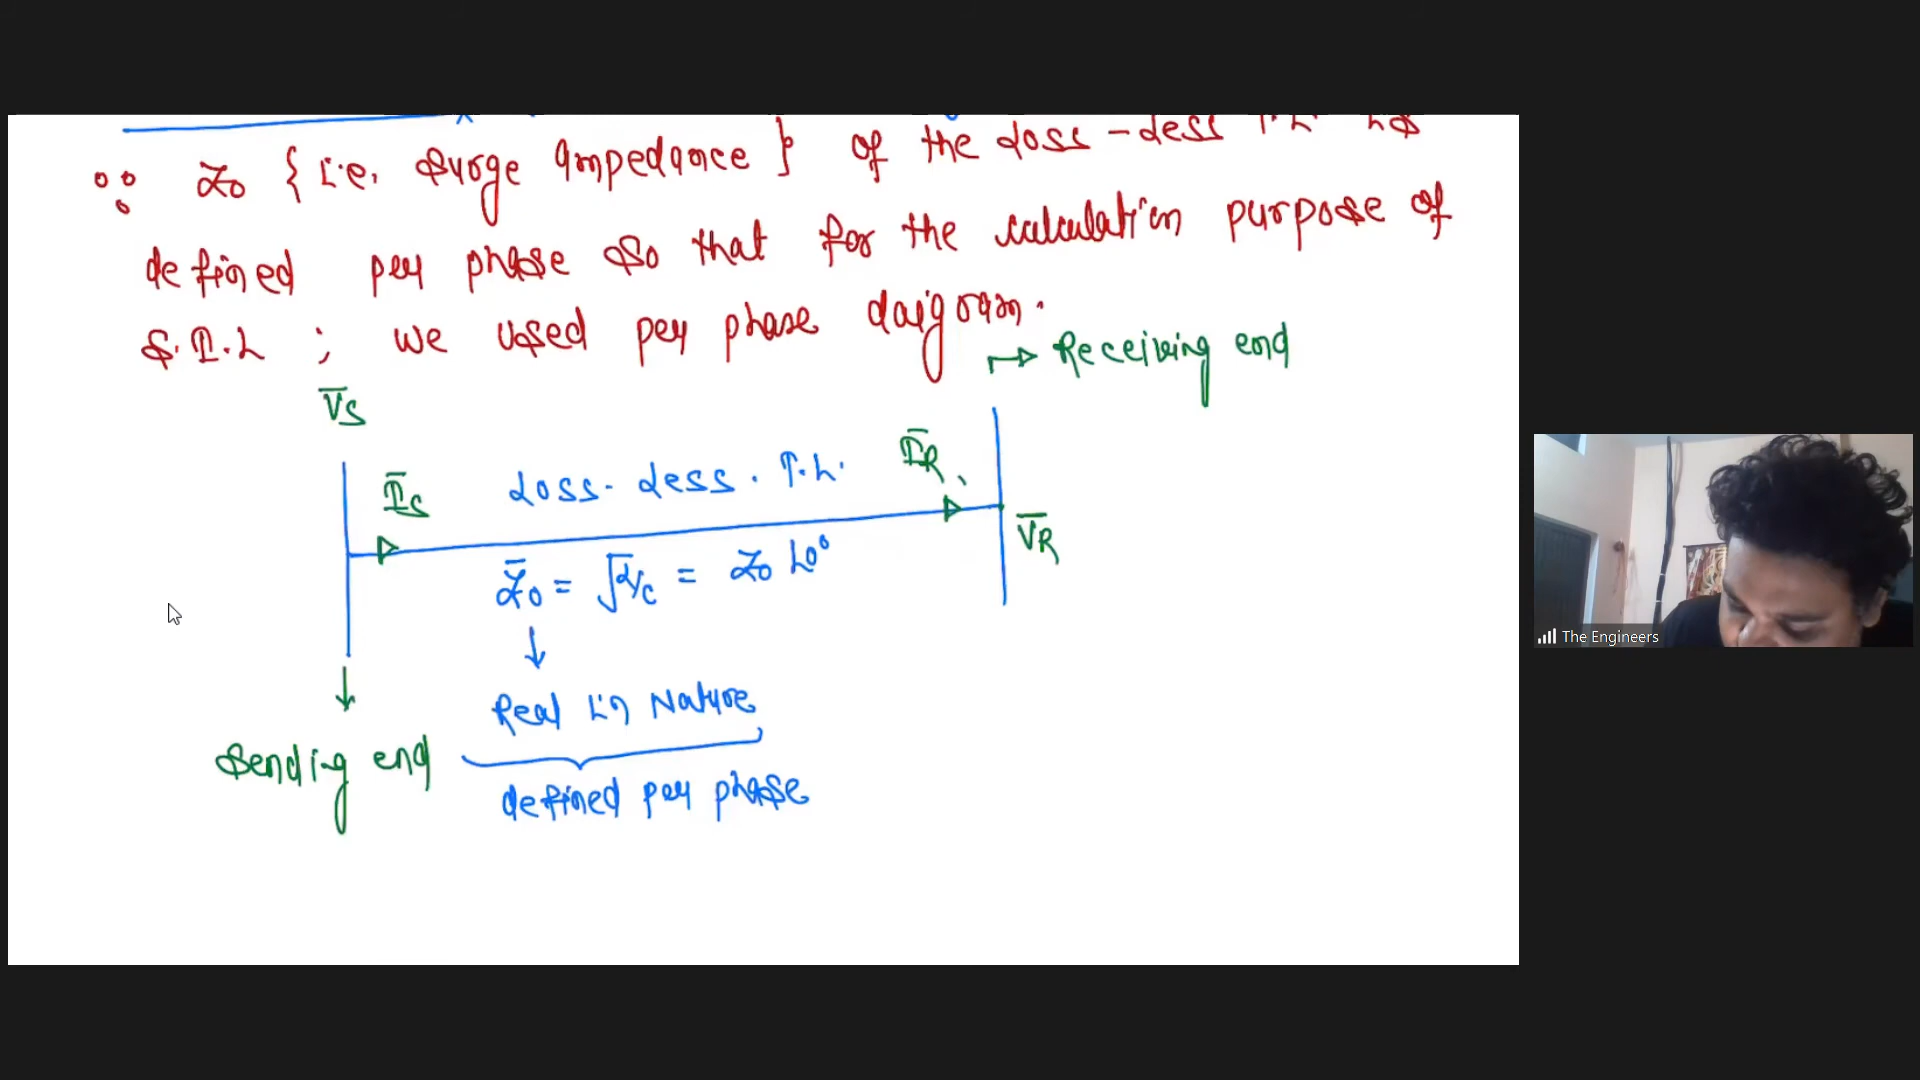 ∵ Z₀ { i.e. Surge Impedance } of the Loss-Less T.L. is
defined per phase so that for the calculation purpose of
S.I.L ; we used per phase daigram.
↦ Receiving end
V̅s
I̅s Loss-Less. T.L. I̅R
V̅R
Z̅₀ = √L/C = Z₀ ∠0°
Real in Nature
Sending end
defined per phase
The Engineers